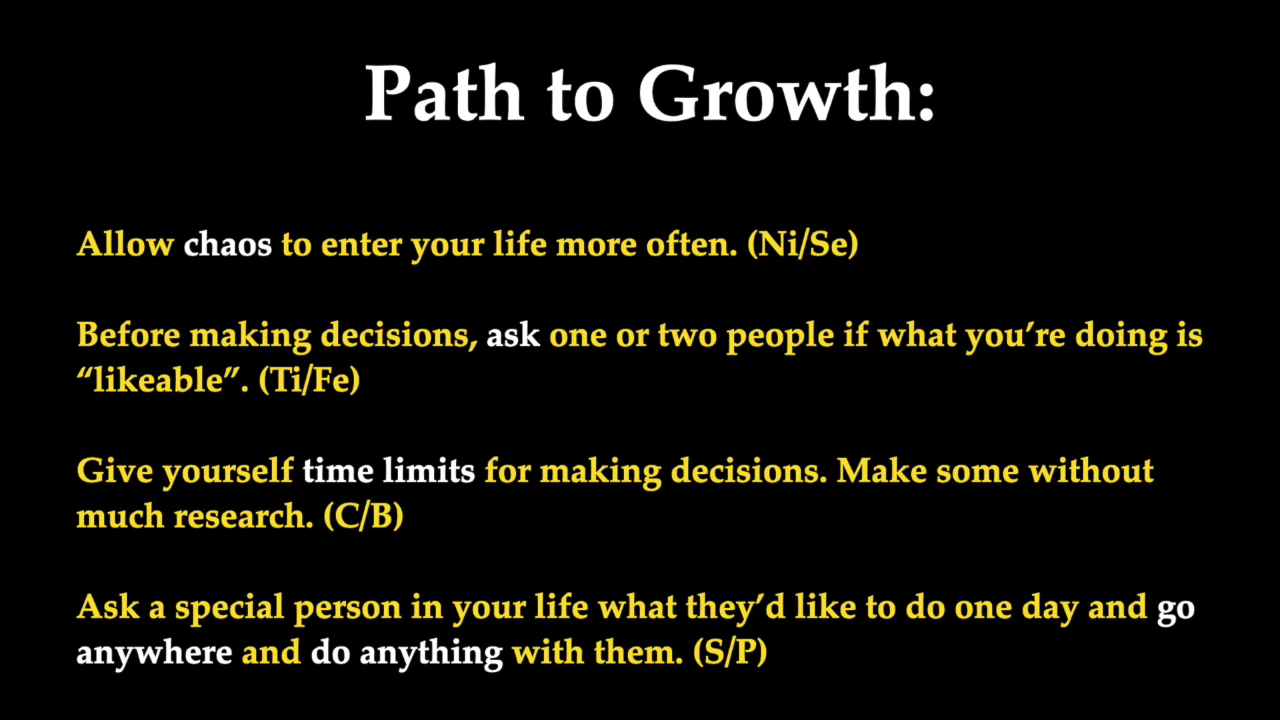 Path to Growth:
Allow chaos to enter your life more often. (Ni/Se)
Before making decisions, ask one or two people if what you’re doing is
“likeable”. (Ti/Fe)
Give yourself time limits for making decisions. Make some without
much research. (C/B)
Ask a special person in your life what they’d like to do one day and go
anywhere and do anything with them. (S/P)